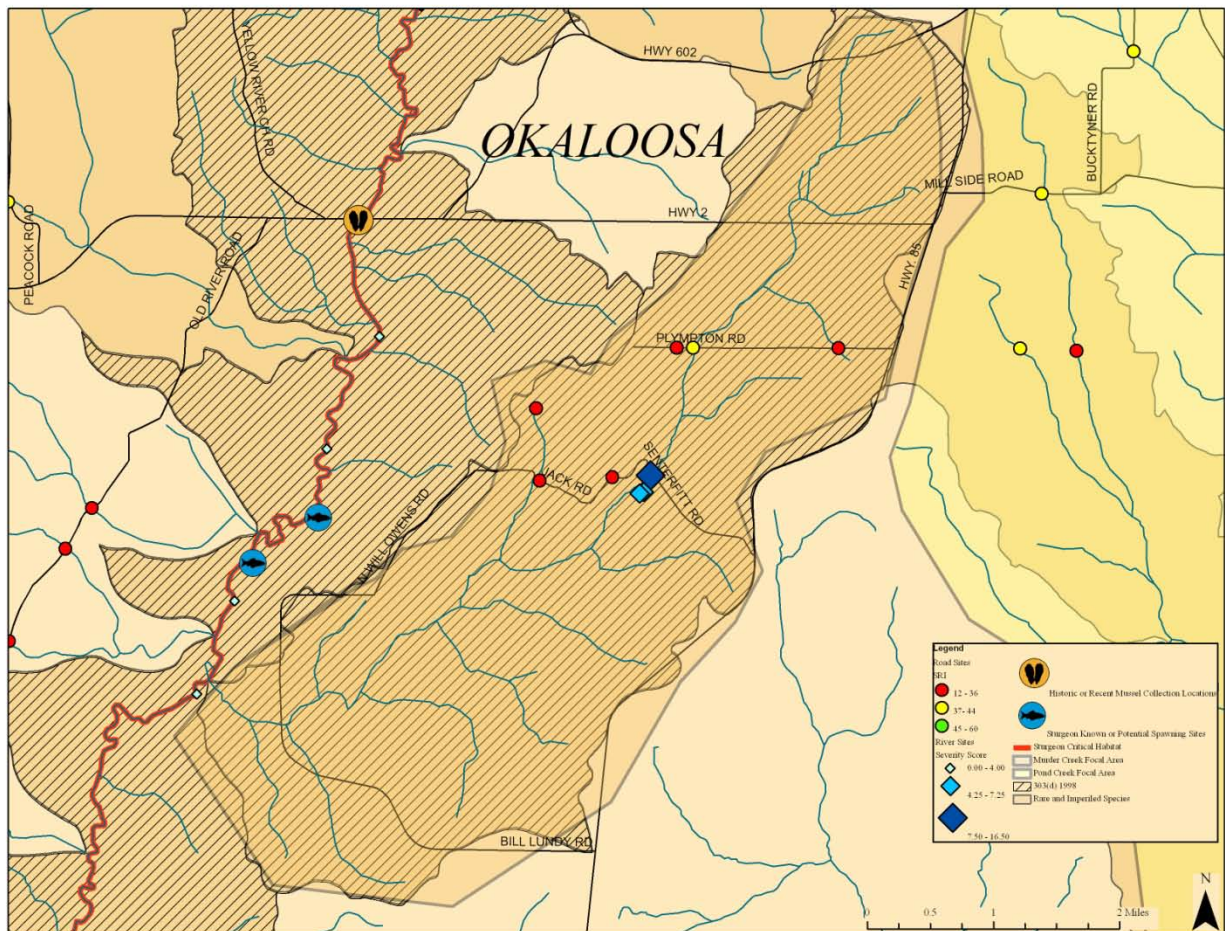 HWY 602
YELLOW RIVER CH RD
OKALOOSA
BUCKTYNER RD
MILL SIDE ROAD
PEACOCK ROAD
HWY 2
OLD RIVER ROAD
HWY 85
PLYMPTON RD
JACK RD
SENTERFITT RD
N WILL OWENS RD
BILL LUNDY RD
Legend
Road Sites
SRI
12 - 36
37- 44
45 - 60
River Sites
Severity Score
0.00 - 4.00
4.25 - 7.25
7.50 - 16.50
Historic or Recent Mussel Collection Locations
Sturgeon Known or Potential Spawning Sites
Sturgeon Critical Habitat
Murder Creek Focal Area
Pond Creek Focal Area
303(d) 1998
Rare and Imperiled Species
N
0 0.5 1 2 Miles